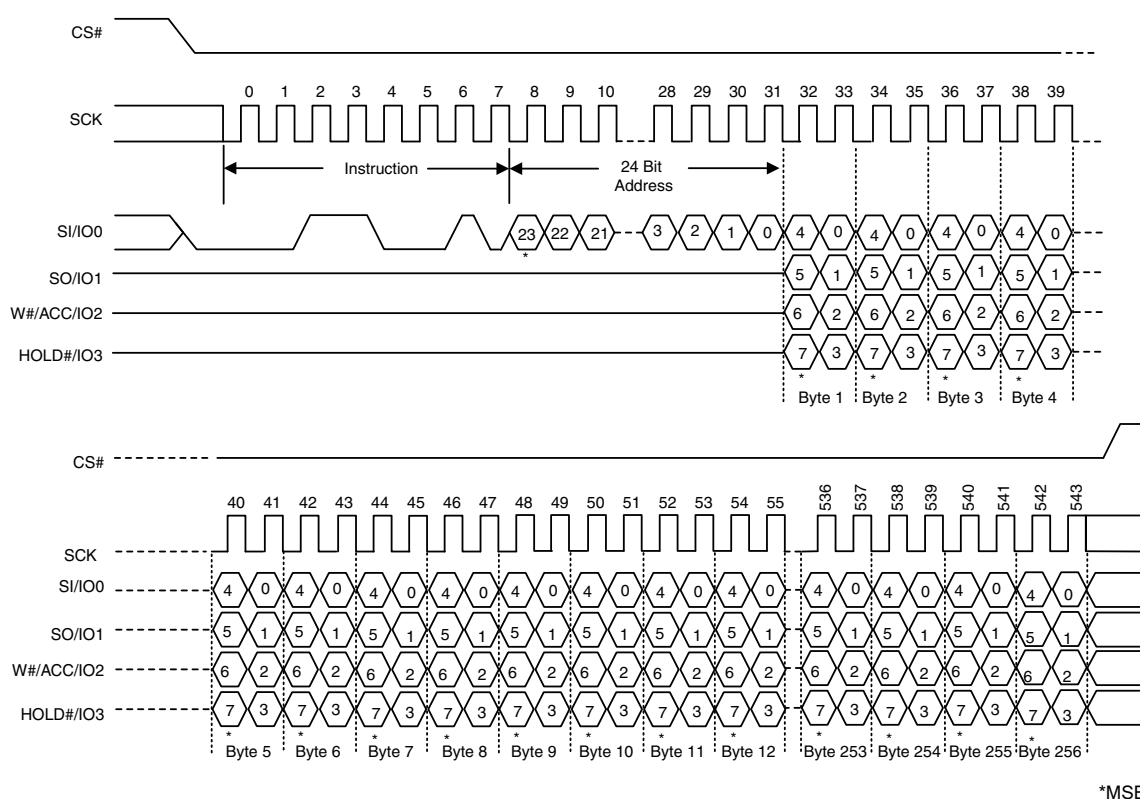 CS#
0 1 2 3 4 5 6 7 8 9 10 28 29 30 31 32 33 34 35 36 37 38 39
SCK
Instruction
24 Bit
Address
SI/IO0 23 22 21 3 2 1 0 4 0 4 0 4 0 4 0
*
SO/IO1 5 1 5 1 5 1 5 1
W#/ACC/IO2 6 2 6 2 6 2 6 2
HOLD#/IO3 7 3 7 3 7 3 7 3
* * * *
Byte 1 Byte 2 Byte 3 Byte 4
CS#
40 41 42 43 44 45 46 47 48 49 50 51 52 53 54 55 536 537 538 539 540 541 542 543
SCK
SI/IO0 4 0 4 0 4 0 4 0 4 0 4 0 4 0 4 0 4 0 4 0 4 0 4 0
SO/IO1 5 1 5 1 5 1 5 1 5 1 5 1 5 1 5 1 5 1 5 1 5 1 5 1
W#/ACC/IO2 6 2 6 2 6 2 6 2 6 2 6 2 6 2 6 2 6 2 6 2 6 2 6 2
HOLD#/IO3 7 3 7 3 7 3 7 3 7 3 7 3 7 3 7 3 7 3 7 3 7 3 7 3
* * * * * * * * * * * *
Byte 5 Byte 6 Byte 7 Byte 8 Byte 9 Byte 10 Byte 11 Byte 12 Byte 253 Byte 254 Byte 255 Byte 256
*MSB